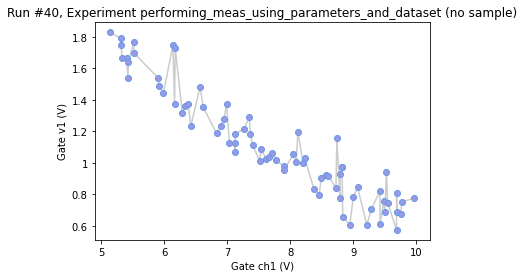 Run #40, Experiment performing_meas_using_parameters_and_dataset (no sample)
1.8
1.6
1.4
1.2
1
0.8
0.6
Gate v1 (V)
5 6 7 8 9 10
Gate ch1 (V)